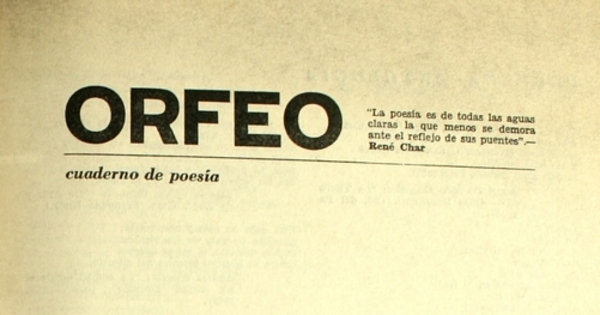 ORFEO
"La poesía es de todas las aguas
claras la que menos se demora
ante el reflejo de sus puentes".—
René Char
cuaderno de poesía